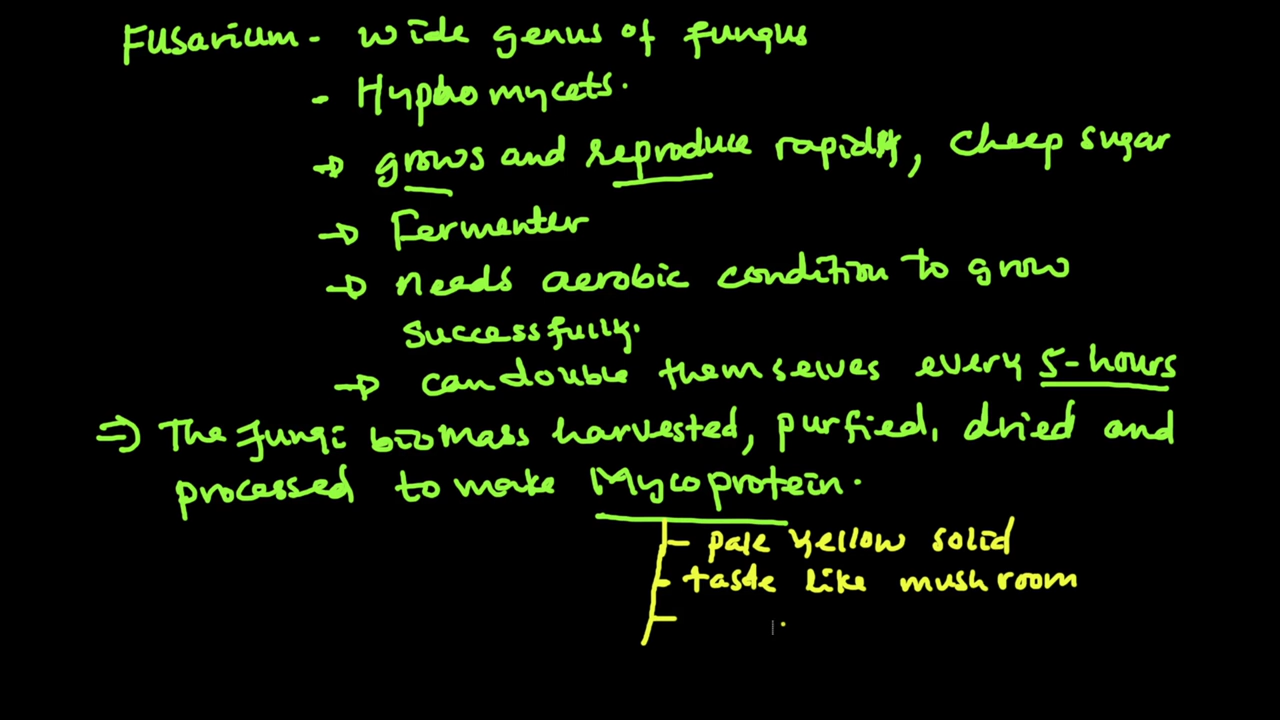 Fusarium - wide genus of fungus
- Hyphomycets.
→ grows and reproduce rapidly, cheep sugar
→ Fermenter
→ needs aerobic condition to grow
successfully.
→ can double themselves every 5-hours
⇒ The fungi biomass harvested, purfied, dried and
processed to make Mycoprotein.
- pale yellow solid
- taste like mushroom
-